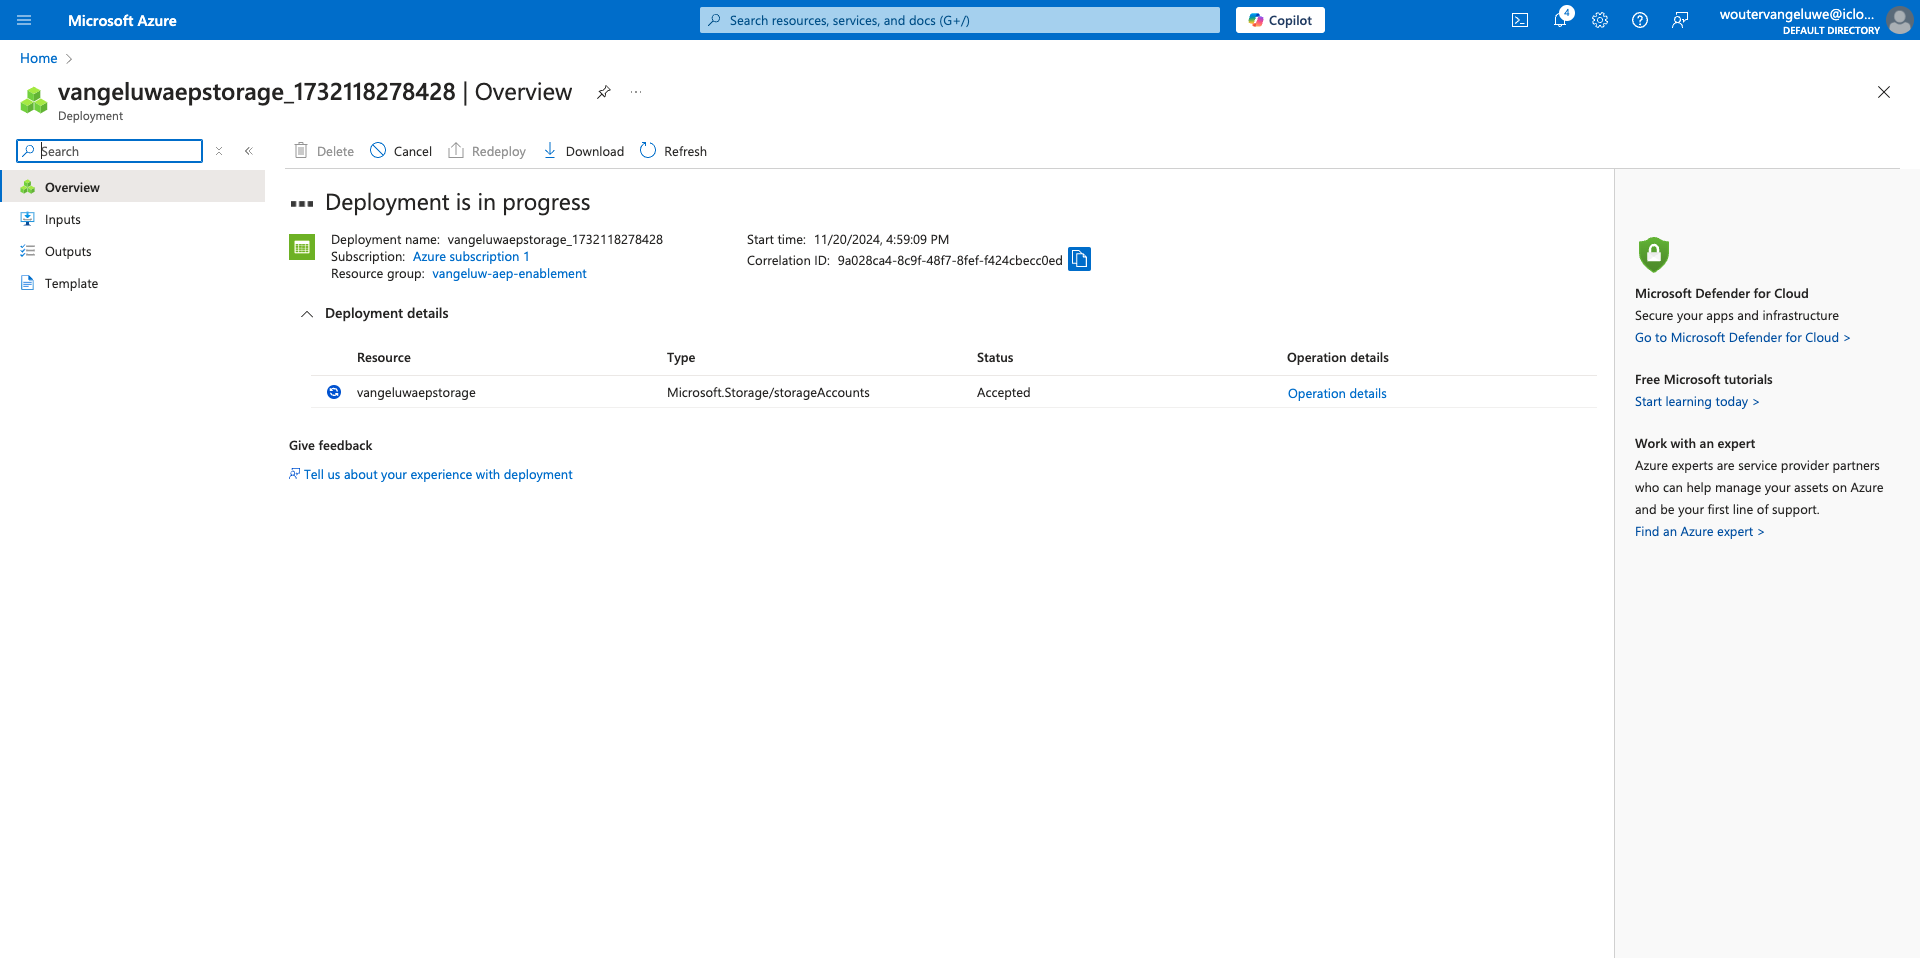 Microsoft Azure
Search resources, services, and docs (G+/)
Copilot
4
woutervangeluwe@iclo...
DEFAULT DIRECTORY
Home
vangeluwaepstorage_1732118278428 | Overview
Deployment
Search
Delete
Cancel
Redeploy
Download
Refresh
Overview
Inputs
Outputs
Template
Deployment is in progress
Deployment name: vangeluwaepstorage_1732118278428
Subscription: Azure subscription 1
Resource group: vangeluw-aep-enablement
Start time: 11/20/2024, 4:59:09 PM
Correlation ID: 9a028ca4-8c9f-48f7-8fef-f424cbecc0ed
Deployment details
Resource Type Status Operation details
vangeluwaepstorage Microsoft.Storage/storageAccounts Accepted Operation details
Give feedback
Tell us about your experience with deployment
Microsoft Defender for Cloud
Secure your apps and infrastructure
Go to Microsoft Defender for Cloud >
Free Microsoft tutorials
Start learning today >
Work with an expert
Azure experts are service provider partners
who can help manage your assets on Azure
and be your first line of support.
Find an Azure expert >